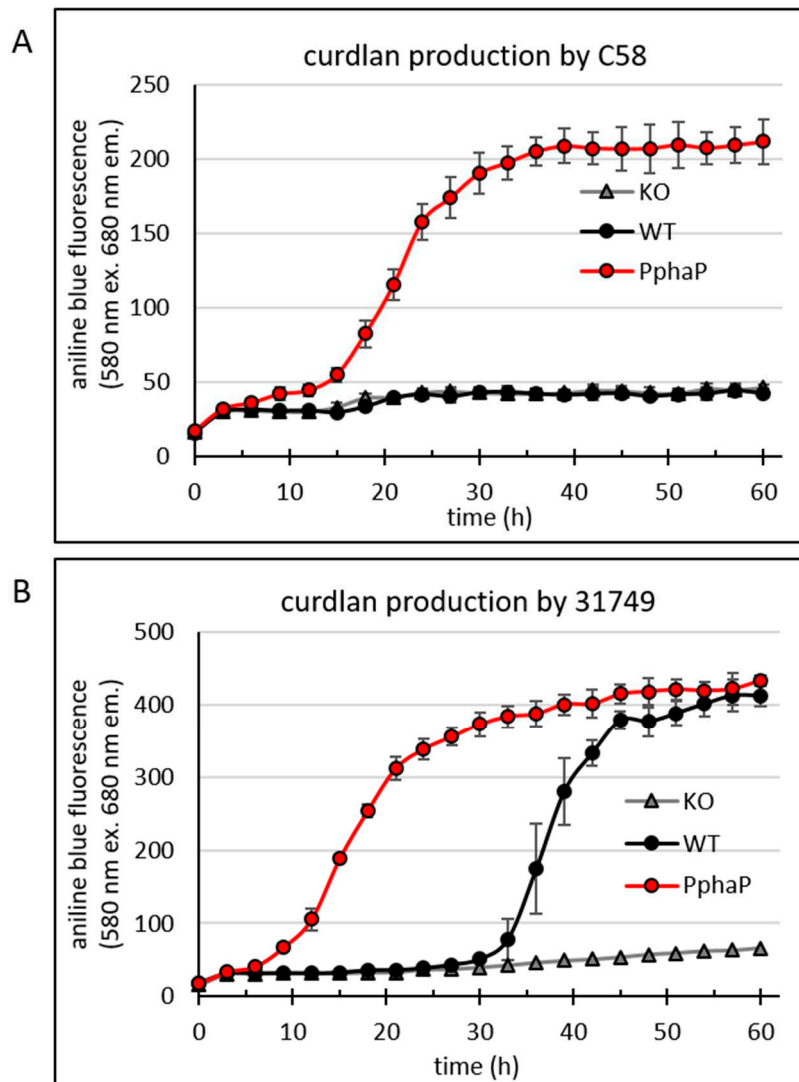 A
curdlan production by C58
aniline blue fluorescence
(580 nm ex. 680 nm em.)
250
200
150
100
50
0
KO
WT
PphaP
0 10 20 30 40 50 60
time (h)
B
curdlan production by 31749
aniline blue fluorescence
(580 nm ex. 680 nm em.)
500
400
300
200
100
0
KO
WT
PphaP
0 10 20 30 40 50 60
time (h)